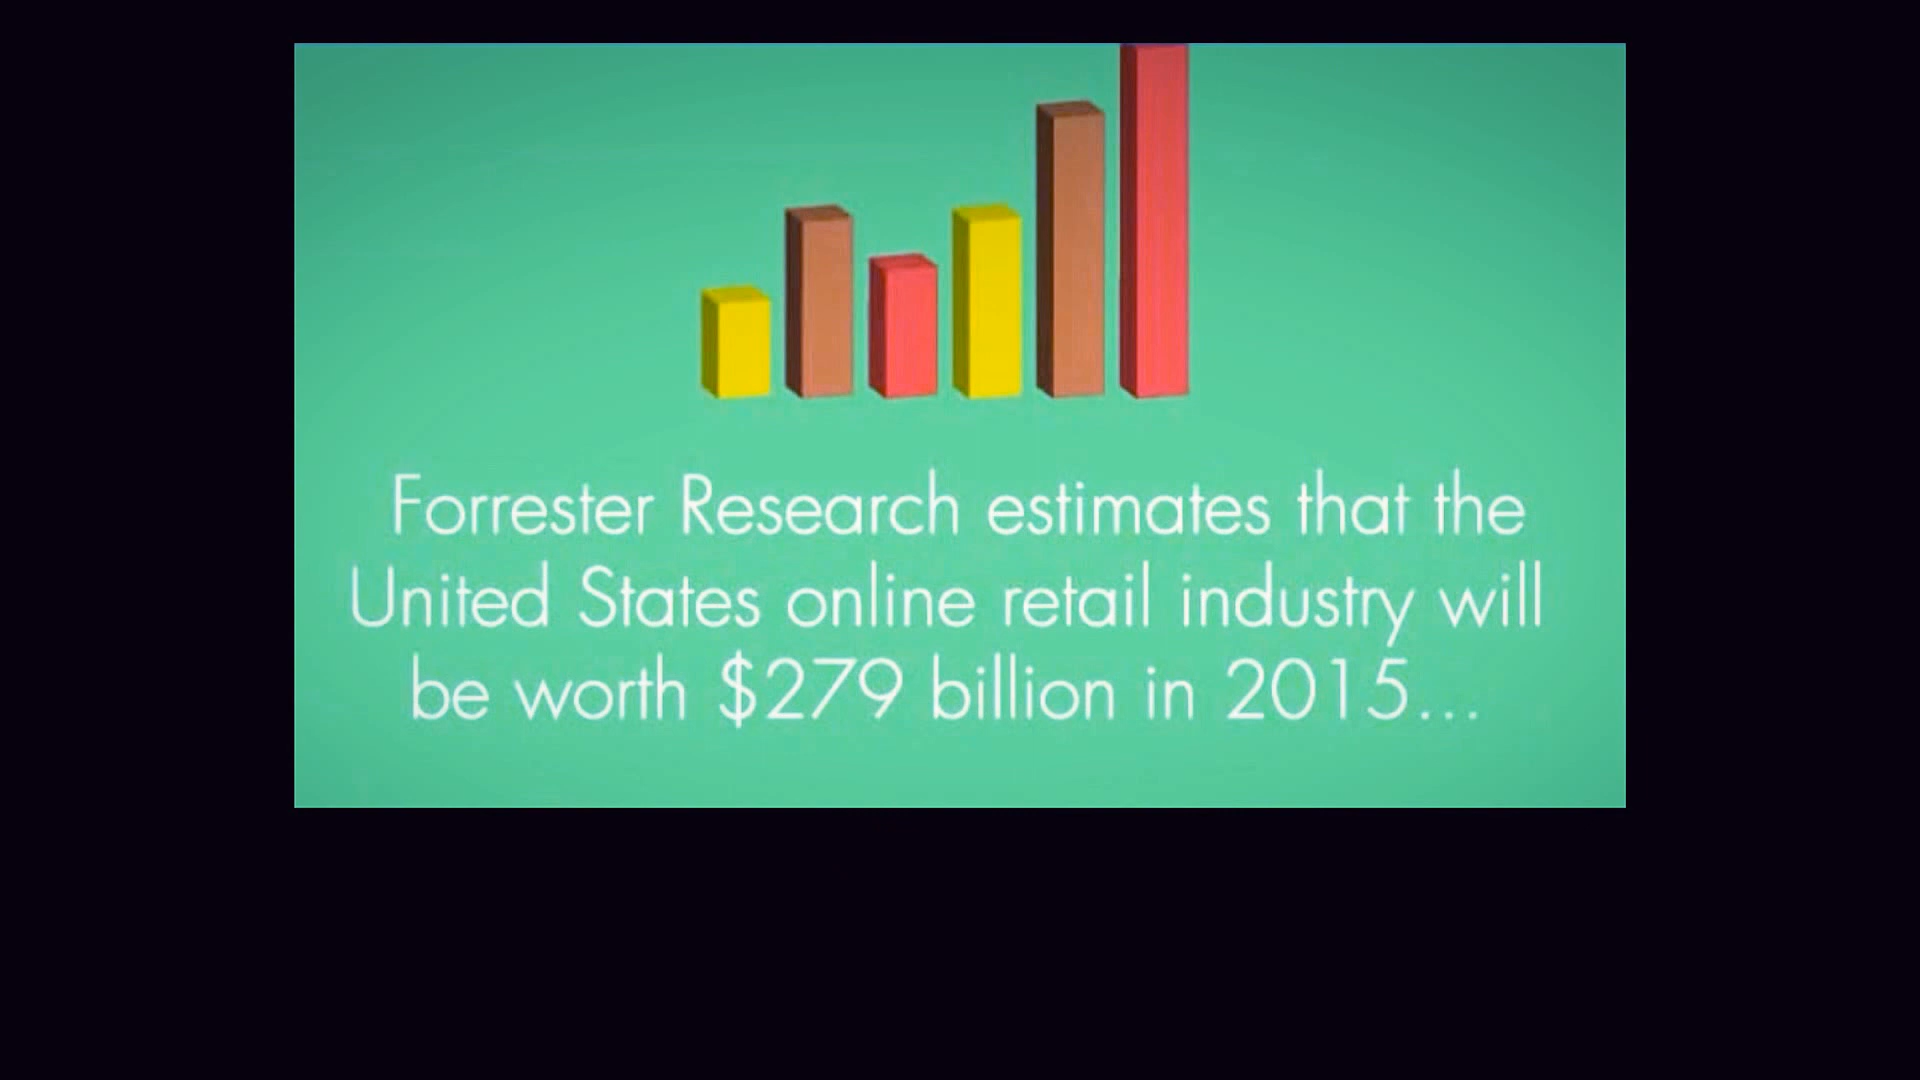 Forrester Research estimates that the
United States online retail industry will
be worth $279 billion in 2015...